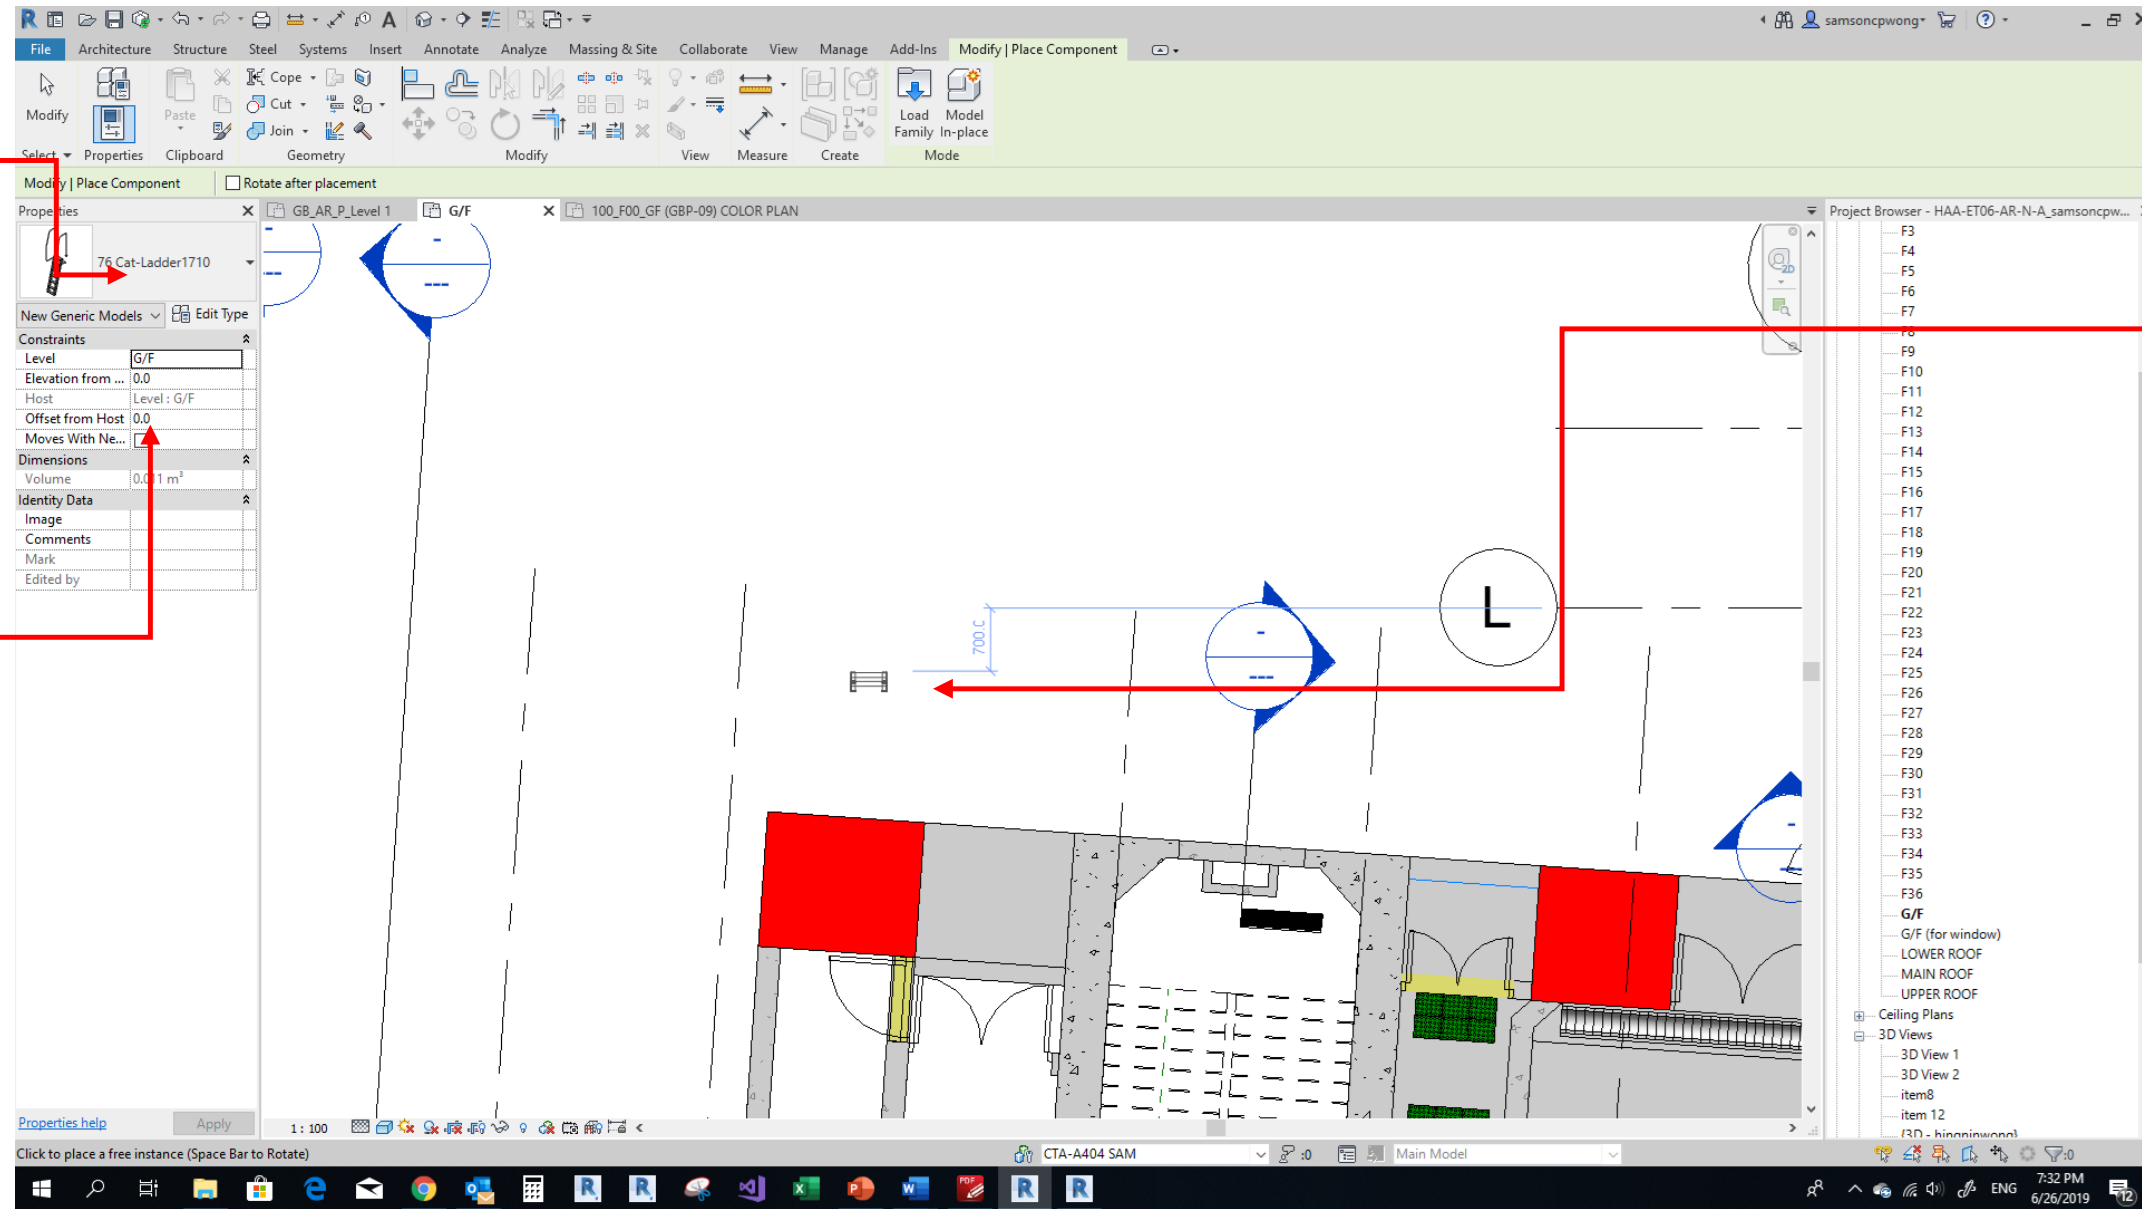 samsoncpwong
File Architecture Structure Steel Systems Insert Annotate Analyze Massing & Site Collaborate View Manage Add-Ins Modify | Place Component
Modify
Paste
Cope
Cut
Join
Load Family
Model In-place
Select Properties Clipboard Geometry Modify View Measure Create Mode
Modify | Place Component Rotate after placement
Properties
GB_AR_P_Level 1 G/F 100_F00_GF (GBP-09) COLOR PLAN
Project Browser - HAA-ET06-AR-N-A_samsoncpw...
76 Cat-Ladder1710
New Generic Models Edit Type
Constraints
Level G/F
Elevation from ... 0.0
Host Level : G/F
Offset from Host 0.0
Moves With Ne...
Dimensions
Volume 0.011 m³
Identity Data
Image
Comments
Mark
Edited by
Properties help Apply
2D
L
F3
F4
F5
F6
F7
F8
F9
F10
F11
F12
F13
F14
F15
F16
F17
F18
F19
F20
F21
F22
F23
F24
F25
F26
F27
F28
F29
F30
F31
F32
F33
F34
F35
F36
G/F
G/F (for window)
LOWER ROOF
MAIN ROOF
UPPER ROOF
Ceiling Plans
3D Views
3D View 1
3D View 2
item8
item 12
1 : 100
Click to place a free instance (Space Bar to Rotate)
CTA-A404 SAM :0 Main Model :0
ENG 7:32 PM
6/26/2019
12